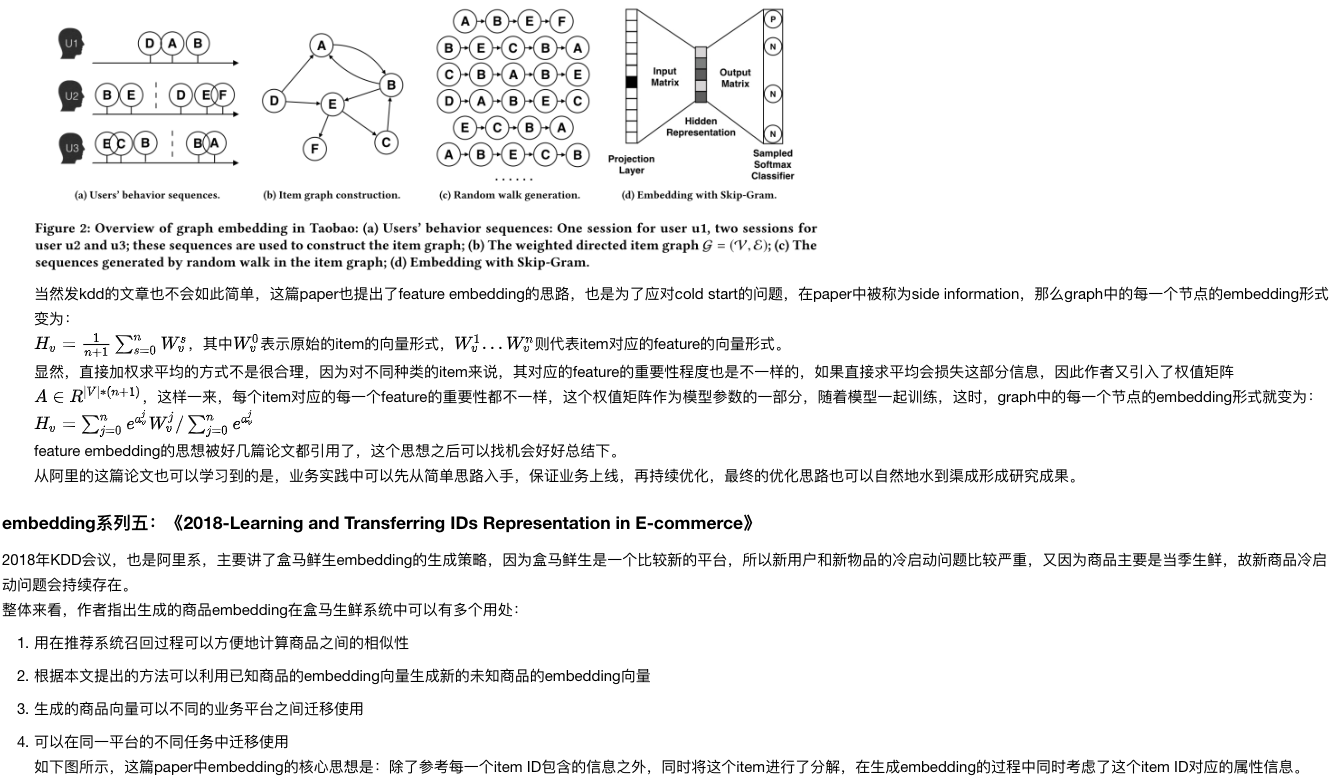 U1 D A B
U2 B E D E F
U3 E C B B A
(a) Users' behavior sequences.
A
B
D
E
F
C
(b) Item graph construction.
A B E F
B E C B A
C B A B E
D A B E C
E C B A
A B E C B
......
(c) Random walk generation.
Input Matrix
Output Matrix
Hidden Representation
Projection Layer
P
N
N
N
Sampled Softmax Classifier
(d) Embedding with Skip-Gram.
Figure 2: Overview of graph embedding in Taobao: (a) Users' behavior sequences: One session for user u1, two sessions for
user u2 and u3; these sequences are used to construct the item graph; (b) The weighted directed item graph 𝒢 = (𝒱, ℰ); (c) The
sequences generated by random walk in the item graph; (d) Embedding with Skip-Gram.
当然发kdd的文章也不会如此简单，这篇paper也提出了feature embedding的思路，也是为了应对cold start的问题，在paper中被称为side information，那么graph中的每一个节点的embedding形式
变为：
H_v = \frac{1}{n+1} \sum_{s=0}^{n} W_v^s，其中W_v^0表示原始的item的向量形式，W_v^1...W_v^n则代表item对应的feature的向量形式。
显然，直接加权求平均的方式不是很合理，因为对不同种类的item来说，其对应的feature的重要性程度也是不一样的，如果直接求平均会损失这部分信息，因此作者又引入了权值矩阵
A ∈ R^{|V|*(n+1)}，这样一来，每个item对应的每一个feature的重要性都不一样，这个权值矩阵作为模型参数的一部分，随着模型一起训练，这时，graph中的每一个节点的embedding形式就变为：
H_v = \sum_{j=0}^{n} e^{a_v^j} W_v^j / \sum_{j=0}^{n} e^{a_v^j}
feature embedding的思想被好几篇论文都引用了，这个思想之后可以找机会好好总结下。
从阿里的这篇论文也可以学习到的是，业务实践中可以先从简单思路入手，保证业务上线，再持续优化，最终的优化思路也可以自然地水到渠成形成研究成果。
embedding系列五：《2018-Learning and Transferring IDs Representation in E-commerce》
2018年KDD会议，也是阿里系，主要讲了盒马鲜生embedding的生成策略，因为盒马鲜生是一个比较新的平台，所以新用户和新物品的冷启动问题比较严重，又因为商品主要是当季生鲜，故新商品冷启
动问题会持续存在。
整体来看，作者指出生成的商品embedding在盒马生鲜系统中可以有多个用处：
1. 用在推荐系统召回过程可以方便地计算商品之间的相似性
2. 根据本文提出的方法可以利用已知商品的embedding向量生成新的未知商品的embedding向量
3. 生成的商品向量可以不同的业务平台之间迁移使用
4. 可以在同一平台的不同任务中迁移使用
如下图所示，这篇paper中embedding的核心思想是：除了参考每一个item ID包含的信息之外，同时将这个item进行了分解，在生成embedding的过程中同时考虑了这个item ID对应的属性信息。